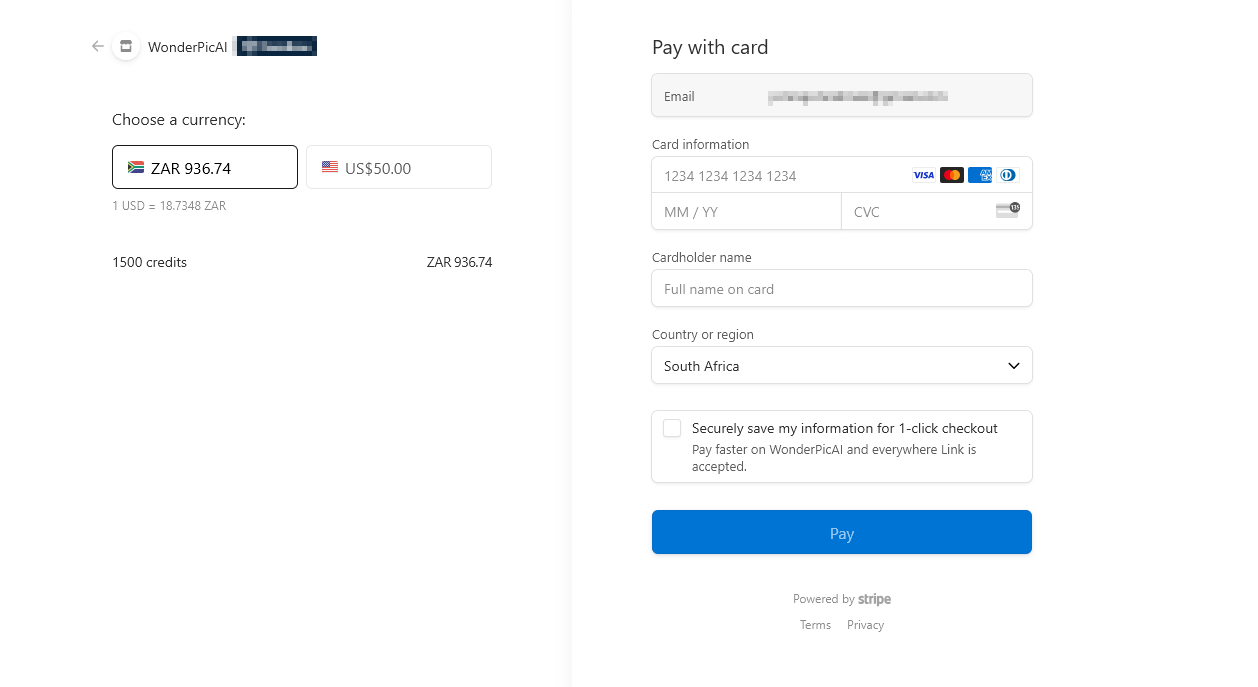 WonderPicAI
Choose a currency:
ZAR 936.74
US$50.00
1 USD = 18.7348 ZAR
1500 credits ZAR 936.74
Pay with card
Email
Card information
1234 1234 1234 1234 VISA AMEX
MM / YY CVC 135
Cardholder name
Full name on card
Country or region
South Africa
Securely save my information for 1-click checkout
Pay faster on WonderPicAI and everywhere Link is
accepted.
Pay
Powered by stripe
Terms Privacy